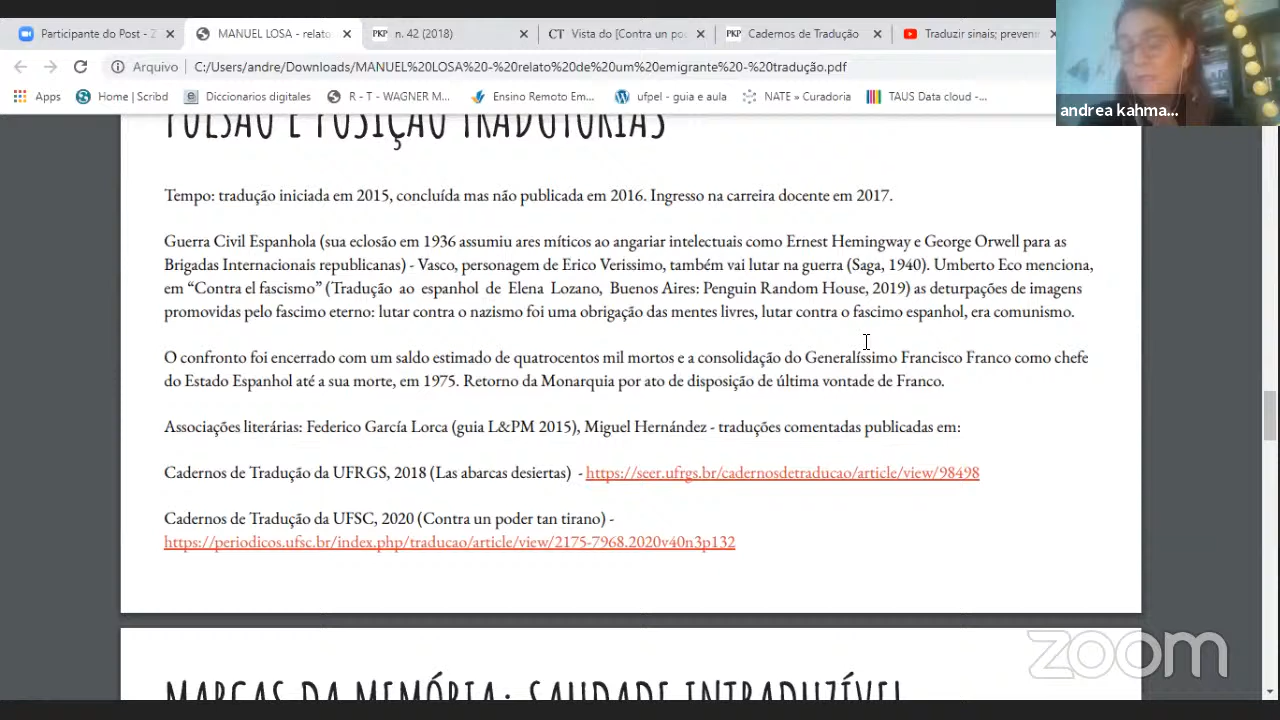 Participante do Post - Z
MANUEL LOSA - relato
n. 42 (2018)
CT Vista do [Contra un po
PKP Cadernos de Tradução
Traduzir sinais; preveni
Arquivo | C:/Users/andre/Downloads/MANUEL%20LOSA%20-%20relato%20de%20um%20emigrante%20-%20tradução.pdf
Apps Home | Scribd Diccionarios digitales R - T - WAGNER M... Ensino Remoto Em... ufpel - guia e aula NATE » Curadoria TAUS Data cloud -...
andrea kahma...
PULSÃO E POSIÇÃO TRADUTÓRIAS
Tempo: tradução iniciada em 2015, concluída mas não publicada em 2016. Ingresso na carreira docente em 2017.
Guerra Civil Espanhola (sua eclosão em 1936 assumiu ares míticos ao angariar intelectuais como Ernest Hemingway e George Orwell para as
Brigadas Internacionais republicanas) - Vasco, personagem de Erico Verissimo, também vai lutar na guerra (Saga, 1940). Umberto Eco menciona,
em “Contra el fascismo” (Tradução ao espanhol de Elena Lozano, Buenos Aires: Penguin Random House, 2019) as deturpações de imagens
promovidas pelo fascimo eterno: lutar contra o nazismo foi uma obrigação das mentes livres, lutar contra o fascimo espanhol, era comunismo.
O confronto foi encerrado com um saldo estimado de quatrocentos mil mortos e a consolidação do Generalíssimo Francisco Franco como chefe
do Estado Espanhol até a sua morte, em 1975. Retorno da Monarquia por ato de disposição de última vontade de Franco.
Associações literárias: Federico García Lorca (guia L&PM 2015), Miguel Hernández - traduções comentadas publicadas em:
Cadernos de Tradução da UFRGS, 2018 (Las abarcas desiertas) - https://seer.ufrgs.br/cadernosdetraducao/article/view/98498
Cadernos de Tradução da UFSC, 2020 (Contra un poder tan tirano) -
https://periodicos.ufsc.br/index.php/traducao/article/view/2175-7968.2020v40n3p132
zoom
MARCAS DA MEMÓRIA: SAUDADE INTRADUZÍVEL